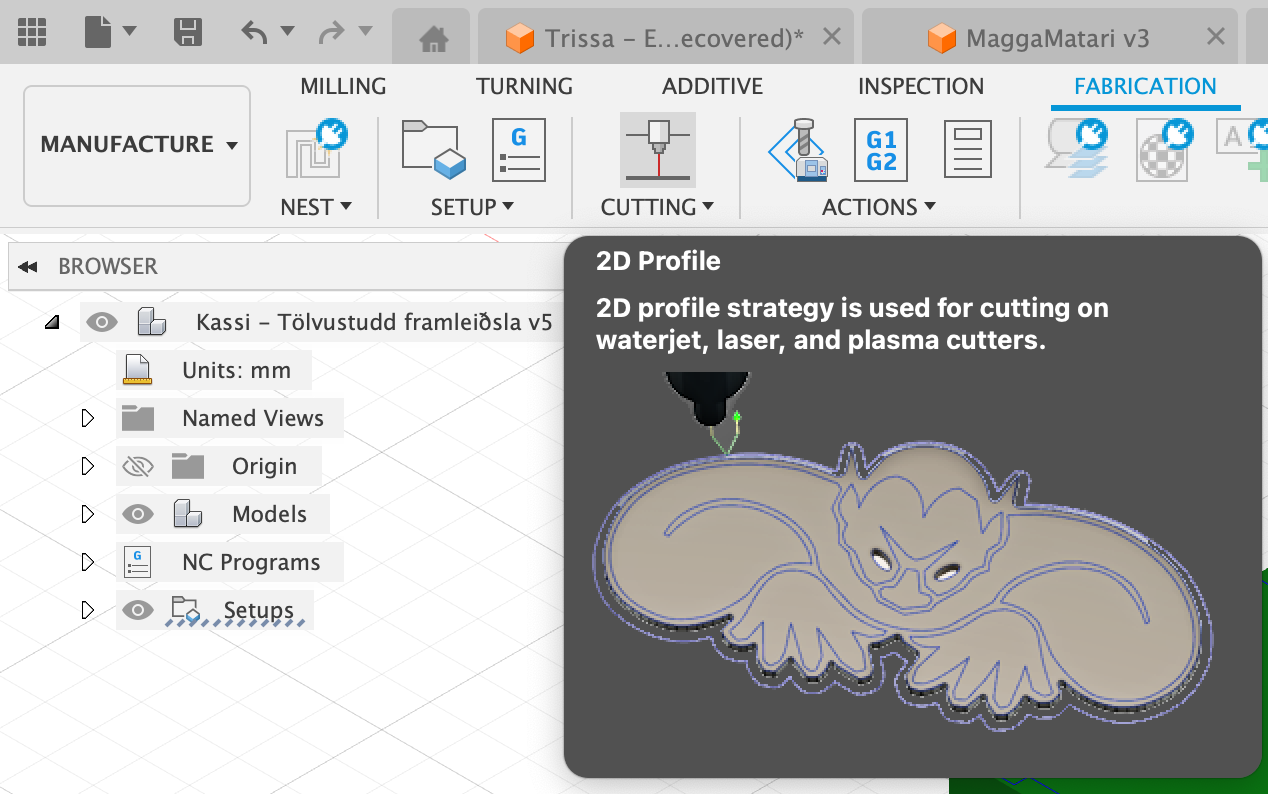 Trissa – E...ecovered)*
MaggaMatari v3
MILLING
TURNING
ADDITIVE
INSPECTION
FABRICATION
MANUFACTURE
G
G1
G2
A
NEST
SETUP
CUTTING
ACTIONS
BROWSER
Kassi – Tölvustudd framleiðsla v5
Units: mm
Named Views
Origin
Models
G
NC Programs
Setups
2D Profile
2D profile strategy is used for cutting on
waterjet, laser, and plasma cutters.